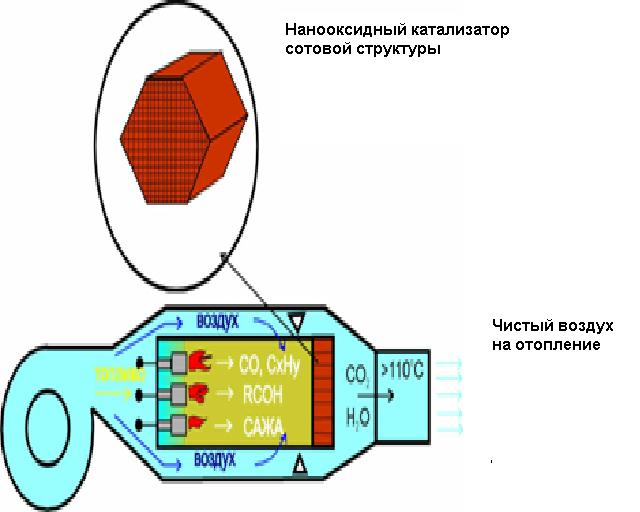 Нанооксидный катализатор
сотовой структуры
Чистый воздух
на отопление
воздух
топливо
CO, CxHy
RCOH
САЖА
CO₂
H₂O
>110°C
воздух